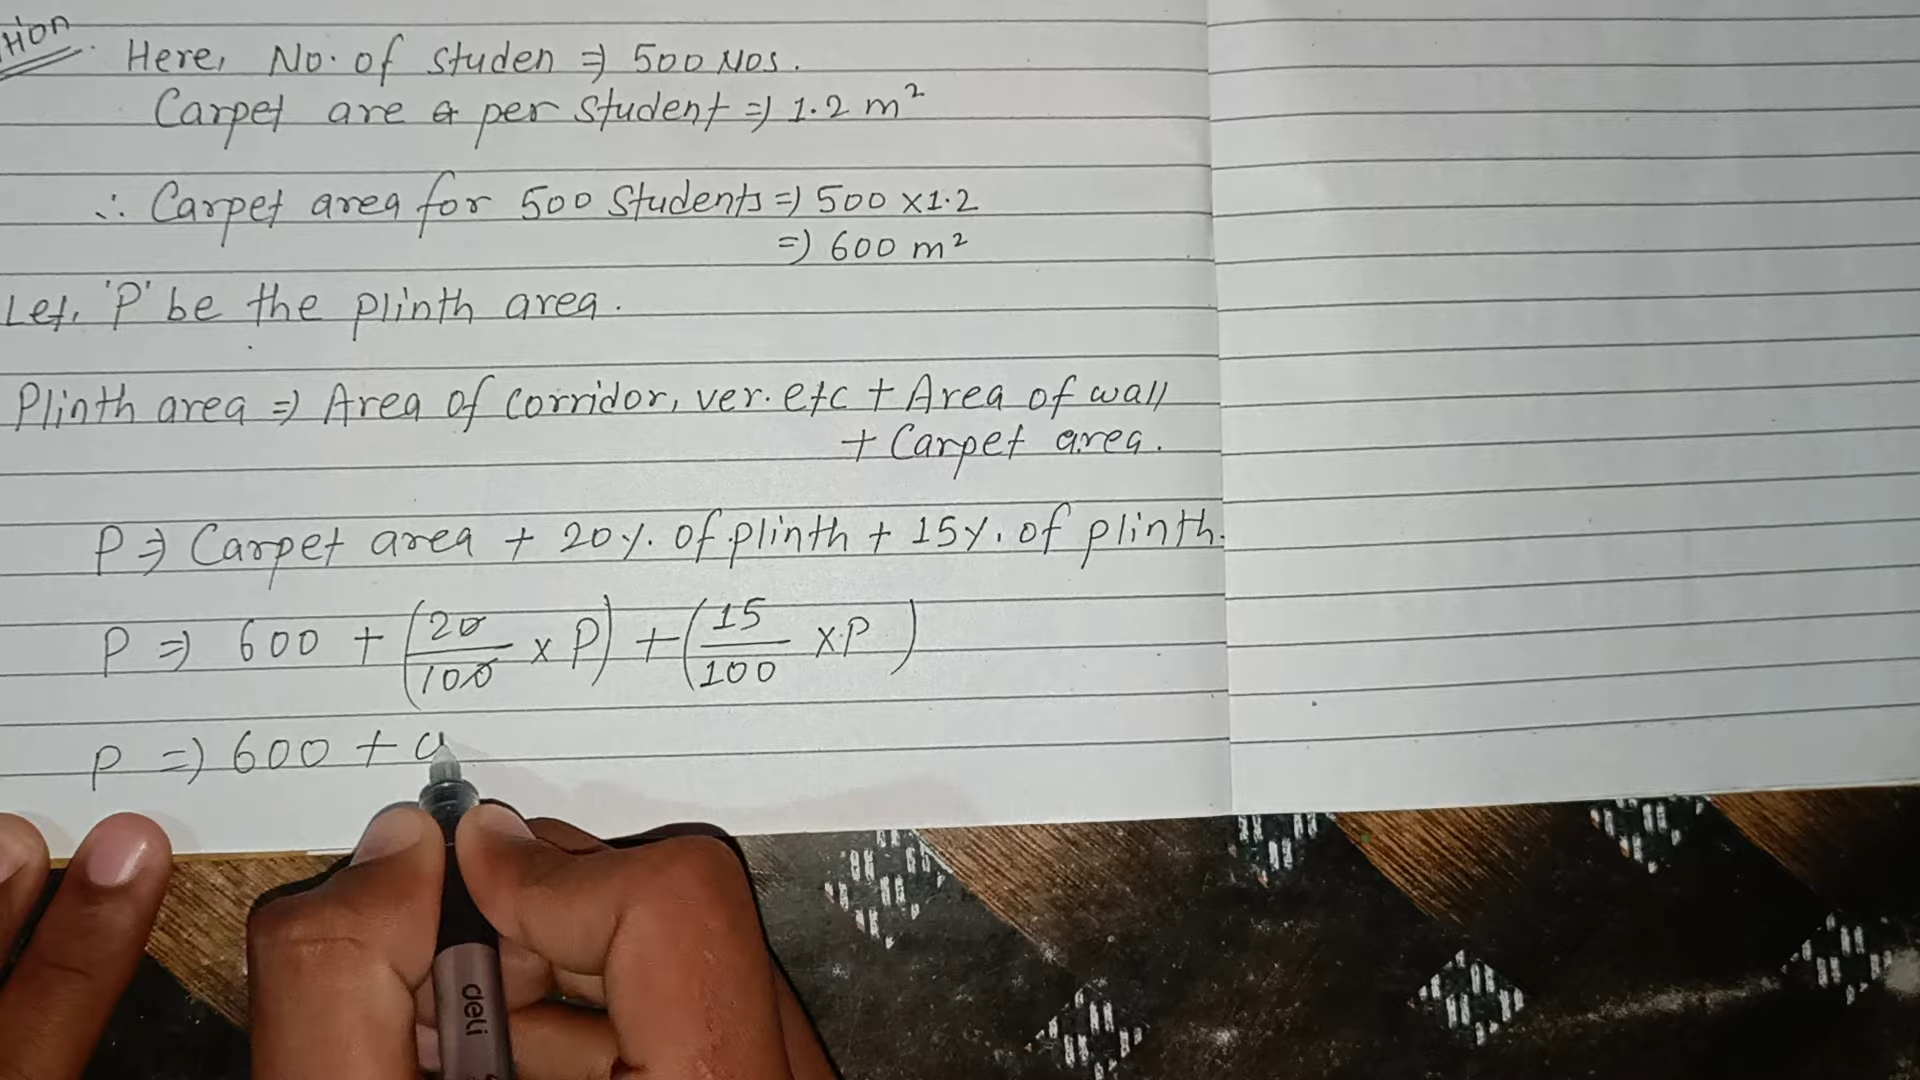 Here, No. of studen ⇒ 500 Nos.
Carpet are per student ⇒ 1.2 m²
∴ Carpet area for 500 Students ⇒ 500 x1.2
⇒ 600 m²
Let, 'P' be the plinth area.
Plinth area ⇒ Area of corridor, ver. etc + Area of wall
+ Carpet area.
P ⇒ Carpet area + 20%. of plinth + 15%. of plinth.
P ⇒ 600 + (20/100 x P) + (15/100 x P)
P ⇒ 600 +
deli